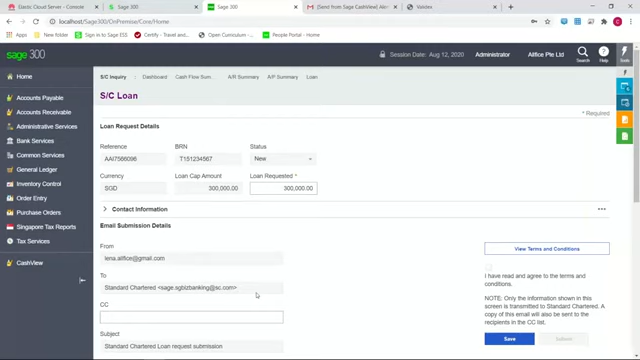 Elastic Cloud Server - Console
Sage 300
Sage 300
(Send from Sage CashView) Alert
Validex
localhost/Sage300/OnPremise/Core/Home
Apps
New folder
Sign in to Sage ESS
Certify - Travel and...
Support Community
People Portal - Home
sage 300
Session Date: Aug 12, 2020
Administrator
Search
Help
Tools
Home
Accounts Payable
Accounts Receivable
Administrative Services
Bank Services
Common Services
General Ledger
Inventory Control
Order Entry
Purchase Orders
Singapore Tax Reports
Tax Services
CashView
S/C Inquiry
Dashboard
Cash Flow Sum...
A/R Summary
A/P Summary
Loan
S/C Loan
* Required
Loan Request Details
Reference
BRN
Status
AAI7566096
T151234567
New
Currency
Loan Cap Amount
Loan Requested *
SGD
300,000.00
300,000.00
Contact Information
Email Submission Details
From
lena.allfice@gmail.com
To
Standard Chartered <sage.sgbizbanking@sc.com>
CC
Subject
Standard Chartered Loan request submission
View Terms and Conditions
I have read and agree to the terms and
conditions.
NOTE: Only the information shown in this
screen is transmitted to Standard Chartered. A
copy of this email will also be sent to the
recipients in the CC list.
Save
Submit